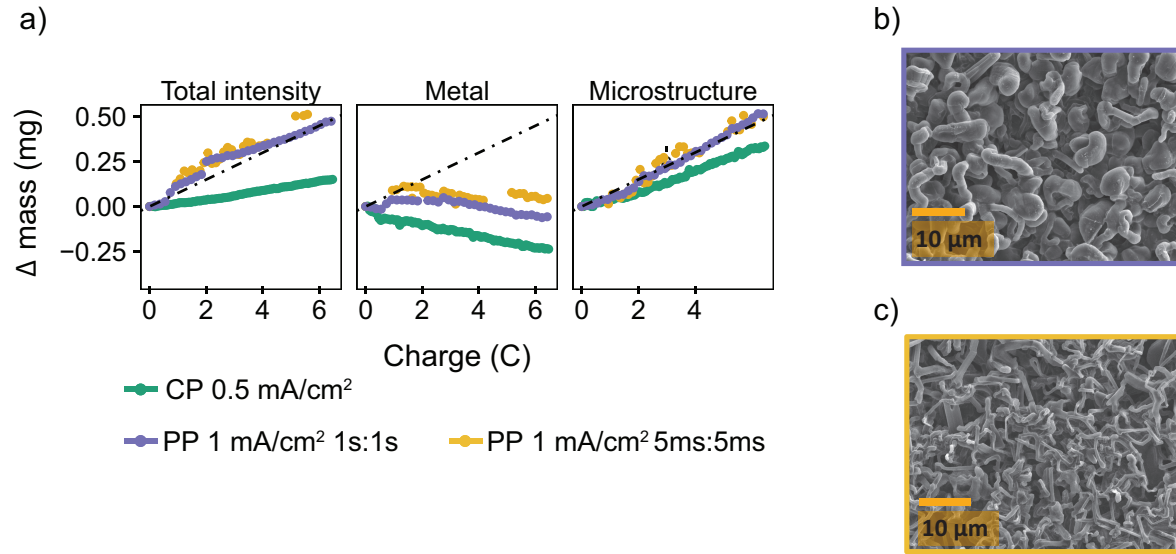 a)
Total intensity Metal Microstructure
Δ mass (mg)
0.50
0.25
0.00
−0.25
0 2 4 6 0 2 4 6 0 2 4
Charge (C)
CP 0.5 mA/cm²
PP 1 mA/cm² 1s:1s PP 1 mA/cm² 5ms:5ms
b)
10 µm
c)
10 µm